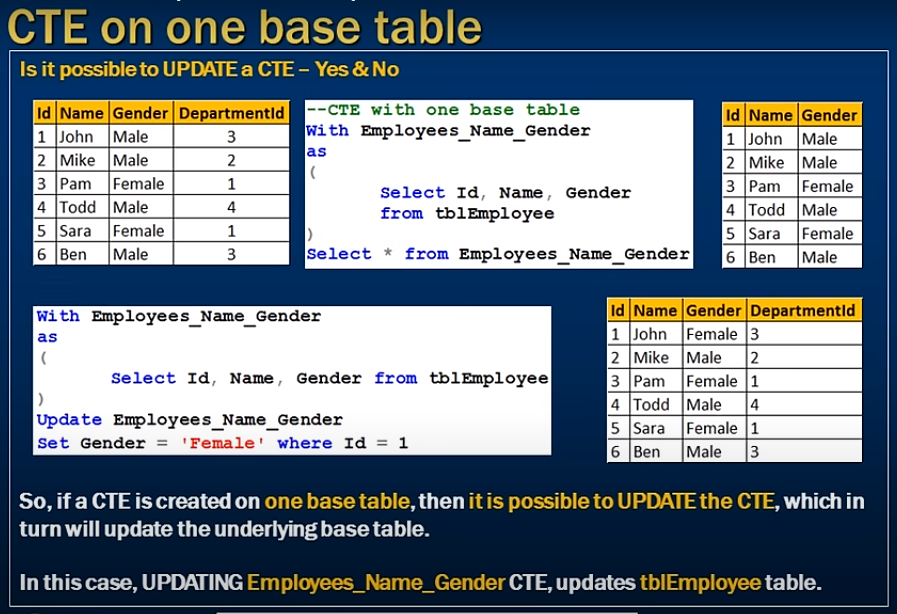 CTE on one base table
Is it possible to UPDATE a CTE – Yes & No
Id Name Gender DepartmentId
1 John Male 3
2 Mike Male 2
3 Pam Female 1
4 Todd Male 4
5 Sara Female 1
6 Ben Male 3
--CTE with one base table
With Employees_Name_Gender
as
(
Select Id, Name, Gender
from tblEmployee
)
Select * from Employees_Name_Gender
Id Name Gender
1 John Male
2 Mike Male
3 Pam Female
4 Todd Male
5 Sara Female
6 Ben Male
With Employees_Name_Gender
as
(
Select Id, Name, Gender from tblEmployee
)
Update Employees_Name_Gender
Set Gender = 'Female' where Id = 1
Id Name Gender DepartmentId
1 John Female 3
2 Mike Male 2
3 Pam Female 1
4 Todd Male 4
5 Sara Female 1
6 Ben Male 3
So, if a CTE is created on one base table, then it is possible to UPDATE the CTE, which in
turn will update the underlying base table.
In this case, UPDATING Employees_Name_Gender CTE, updates tblEmployee table.